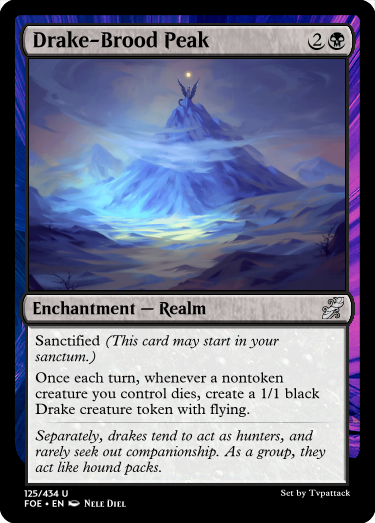 Drake-Brood Peak 2
Enchantment — Realm
Sanctified (This card may start in your
sanctum.)
Once each turn, whenever a nontoken
creature you control dies, create a 1/1 black
Drake creature token with flying.
Separately, drakes tend to act as hunters, and
rarely seek out companionship. As a group, they
act like hound packs.
125/434 U
FOE • EN Nele Diel
Set by Tvpattack